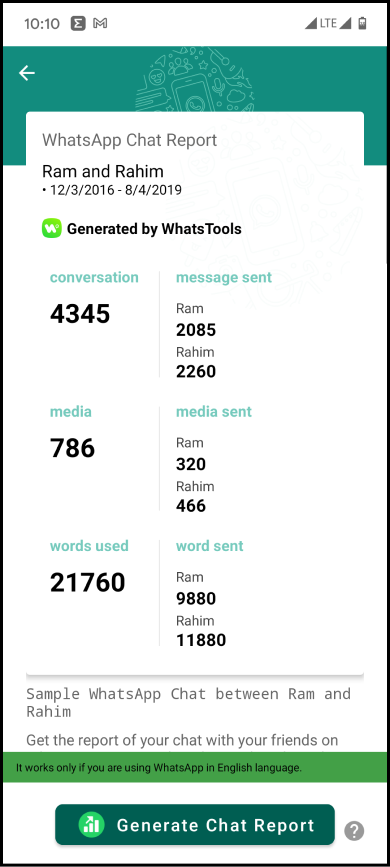 10:10 LTE
WhatsApp Chat Report
Ram and Rahim
• 12/3/2016 - 8/4/2019
Generated by WhatsTools
conversation
4345
message sent
Ram
2085
Rahim
2260
media
786
media sent
Ram
320
Rahim
466
words used
21760
word sent
Ram
9880
Rahim
11880
Sample WhatsApp Chat between Ram and
Rahim
Get the report of your chat with your friends on
It works only if you are using WhatsApp in English language.
Generate Chat Report ?